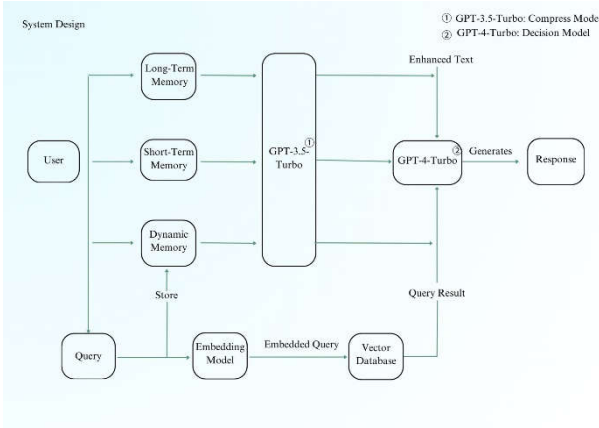 System Design
① GPT-3.5-Turbo: Compress Mode
② GPT-4-Turbo: Decision Model
Long-Term
Memory
Enhanced Text
User
Short-Term
Memory
①
GPT-3.5-
Turbo
②
GPT-4-Turbo
Generates
Response
Dynamic
Memory
Store
Query Result
Query
Embedding
Model
Embedded Query
Vector
Database